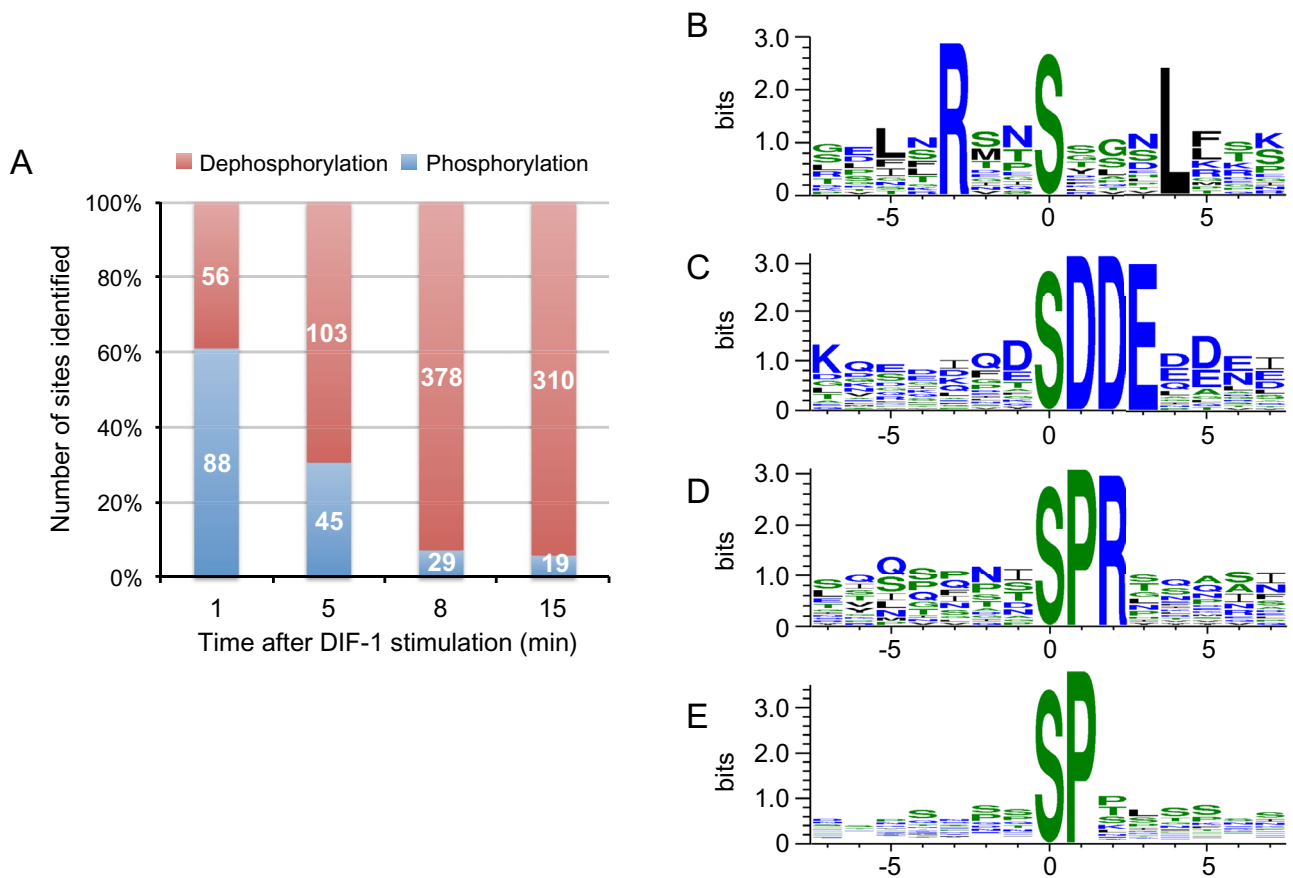 A
Dephosphorylation Phosphorylation
Number of sites identified
100%
80%
60%
40%
20%
0%
56
88
103
45
378
29
310
19
1 5 8 15
Time after DIF-1 stimulation (min)
B
bits
3.0
2.0
1.0
0
R S L
-5 0 5
C
bits
3.0
2.0
1.0
0
K Q D SDDE D
-5 0 5
D
bits
3.0
2.0
1.0
0
Q N SPR
-5 0 5
E
bits
3.0
2.0
1.0
0
SP
-5 0 5